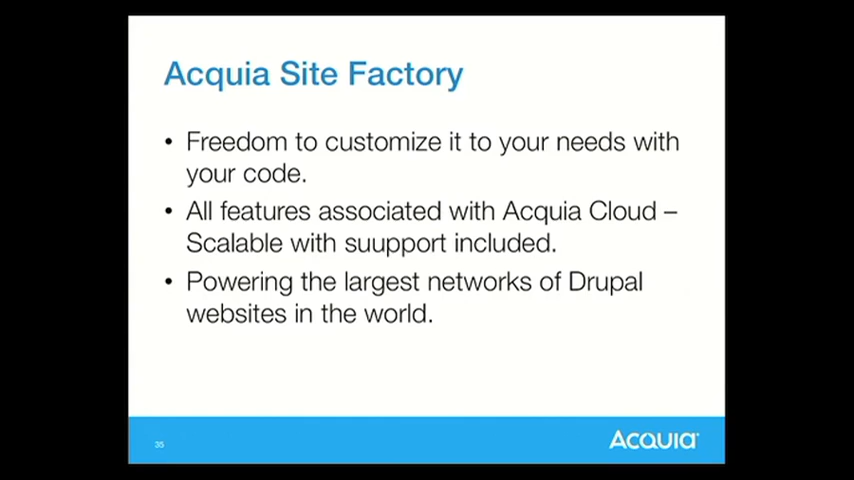 Acquia Site Factory
• Freedom to customize it to your needs with
your code.
• All features associated with Acquia Cloud –
Scalable with suupport included.
• Powering the largest networks of Drupal
websites in the world.
35
ACQUIA